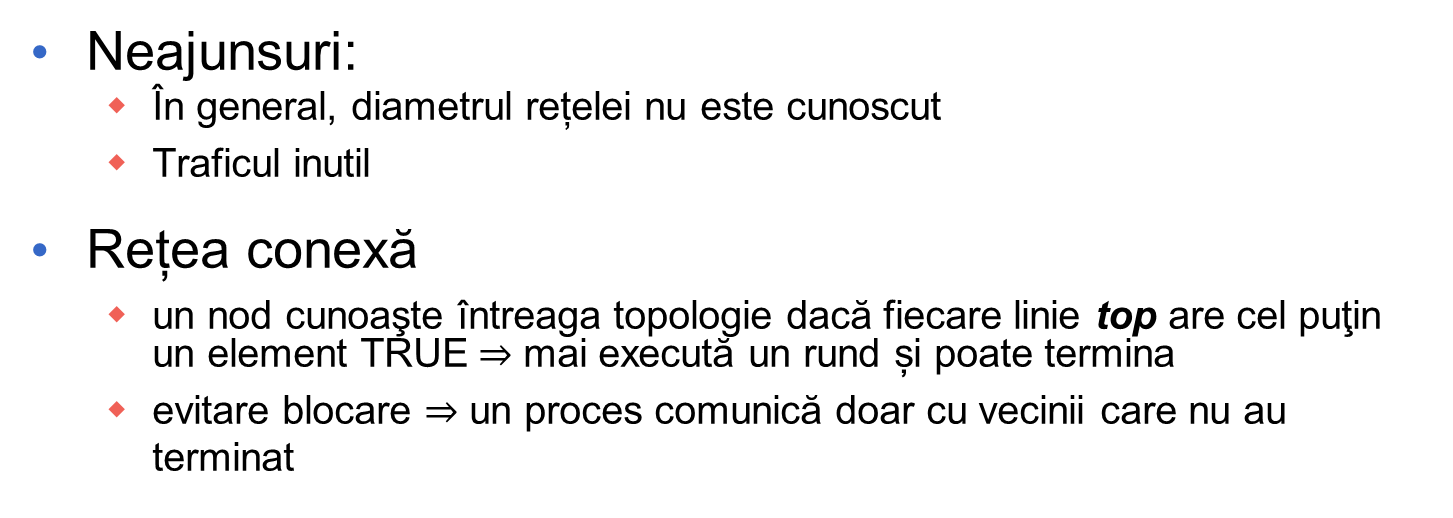 • Neajunsuri:
◆ În general, diametrul rețelei nu este cunoscut
◆ Traficul inutil
• Rețea conexă
◆ un nod cunoaşte întreaga topologie dacă fiecare linie top are cel puţin
un element TRUE ⇒ mai execută un rund și poate termina
◆ evitare blocare ⇒ un proces comunică doar cu vecinii care nu au
terminat